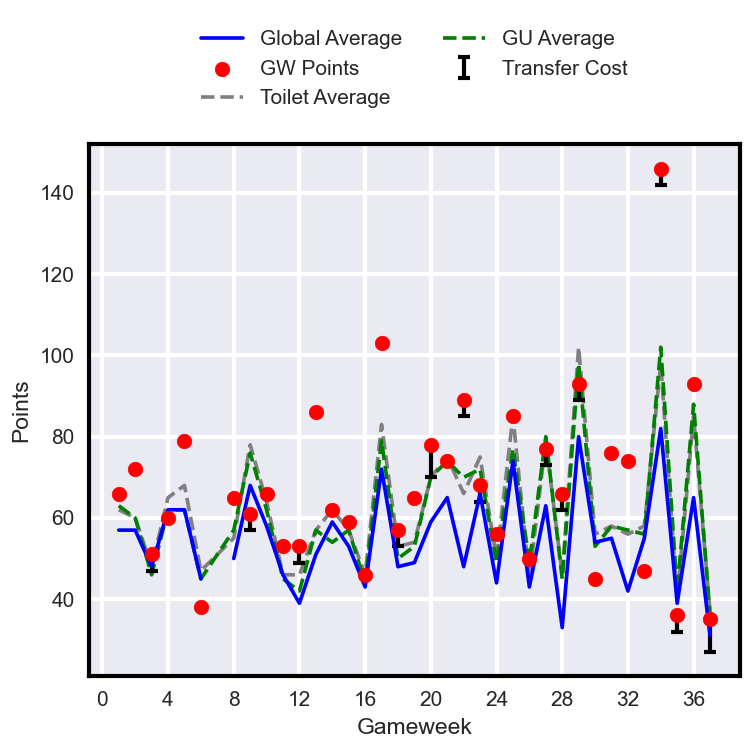 Global Average
GW Points
Toilet Average
GU Average
Transfer Cost
140
120
100
80
60
40
Points
0 4 8 12 16 20 24 28 32 36
Gameweek